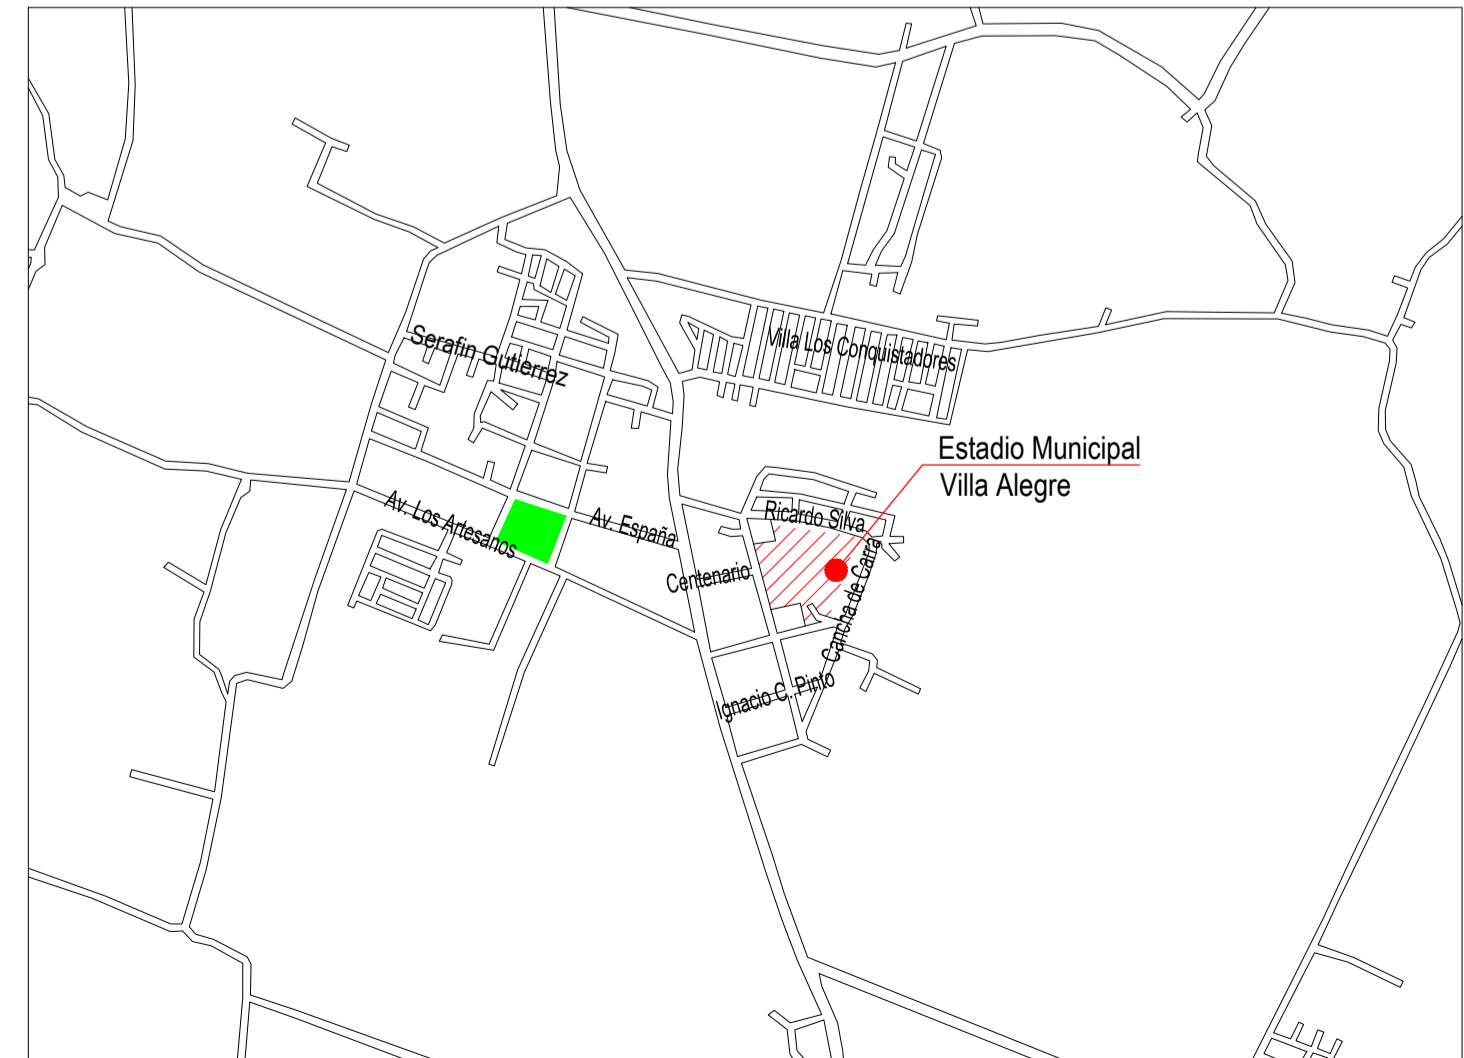 Serafin Gutierrez
Villa Los Conquistadores
Estadio Municipal
Villa Alegre
Av. Los Artesanos
Av. España
Ricardo Silva
Centenario
Cancha de Carra
Ignacio C. Pinto